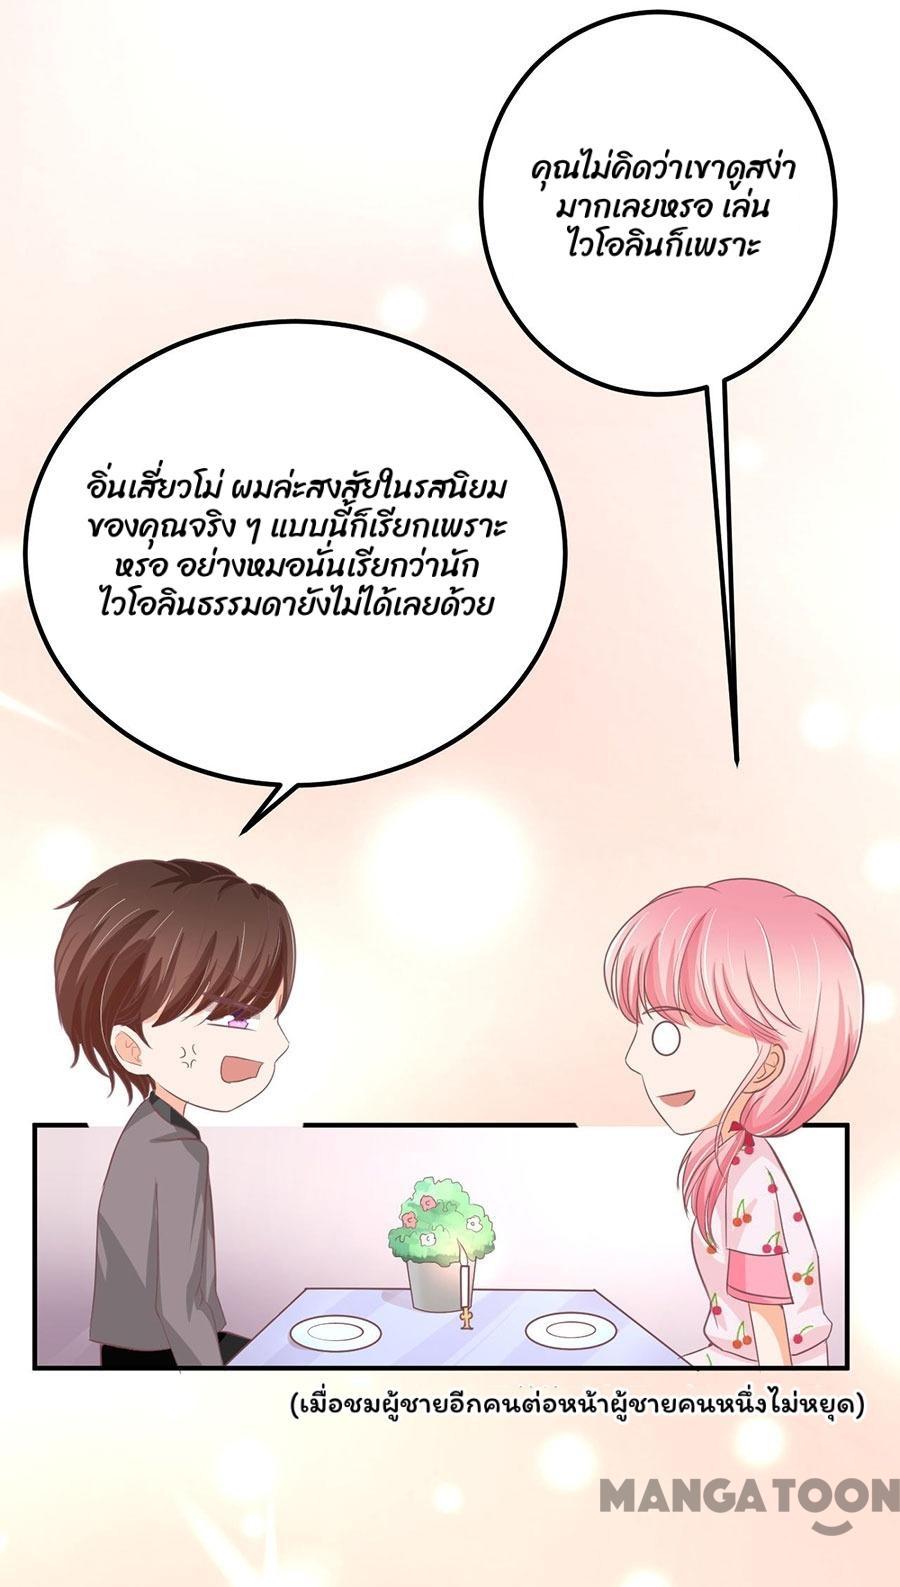 คุณไม่คิดว่าเขาดูสง่า
มากเลยหรอ เล่น
ไวโอลินก็เพราะ
อิ่นเสี่ยวโม่ ผมล่ะสงสัยในรสนิยม
ของคุณจริง ๆ แบบนี้ก็เรียกเพราะ
หรอ อย่างหมอนั่นเรียกว่านัก
ไวโอลินธรรมดายังไม่ได้เลยด้วย
(เมื่อชมผู้ชายอีกคนต่อหน้าผู้ชายคนหนึ่งไม่หยุด)
MANGATOON